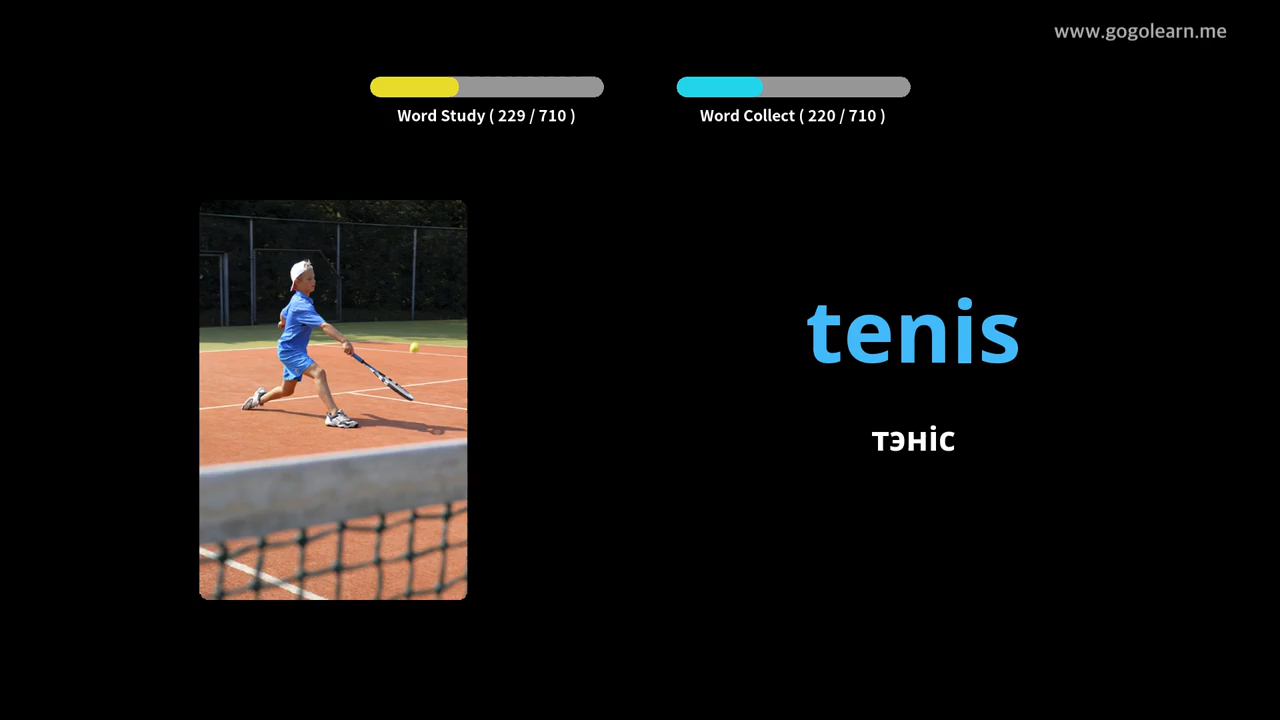 www.gogolearn.me
Word Study ( 229 / 710 )
Word Collect ( 220 / 710 )
tenis
тэніс